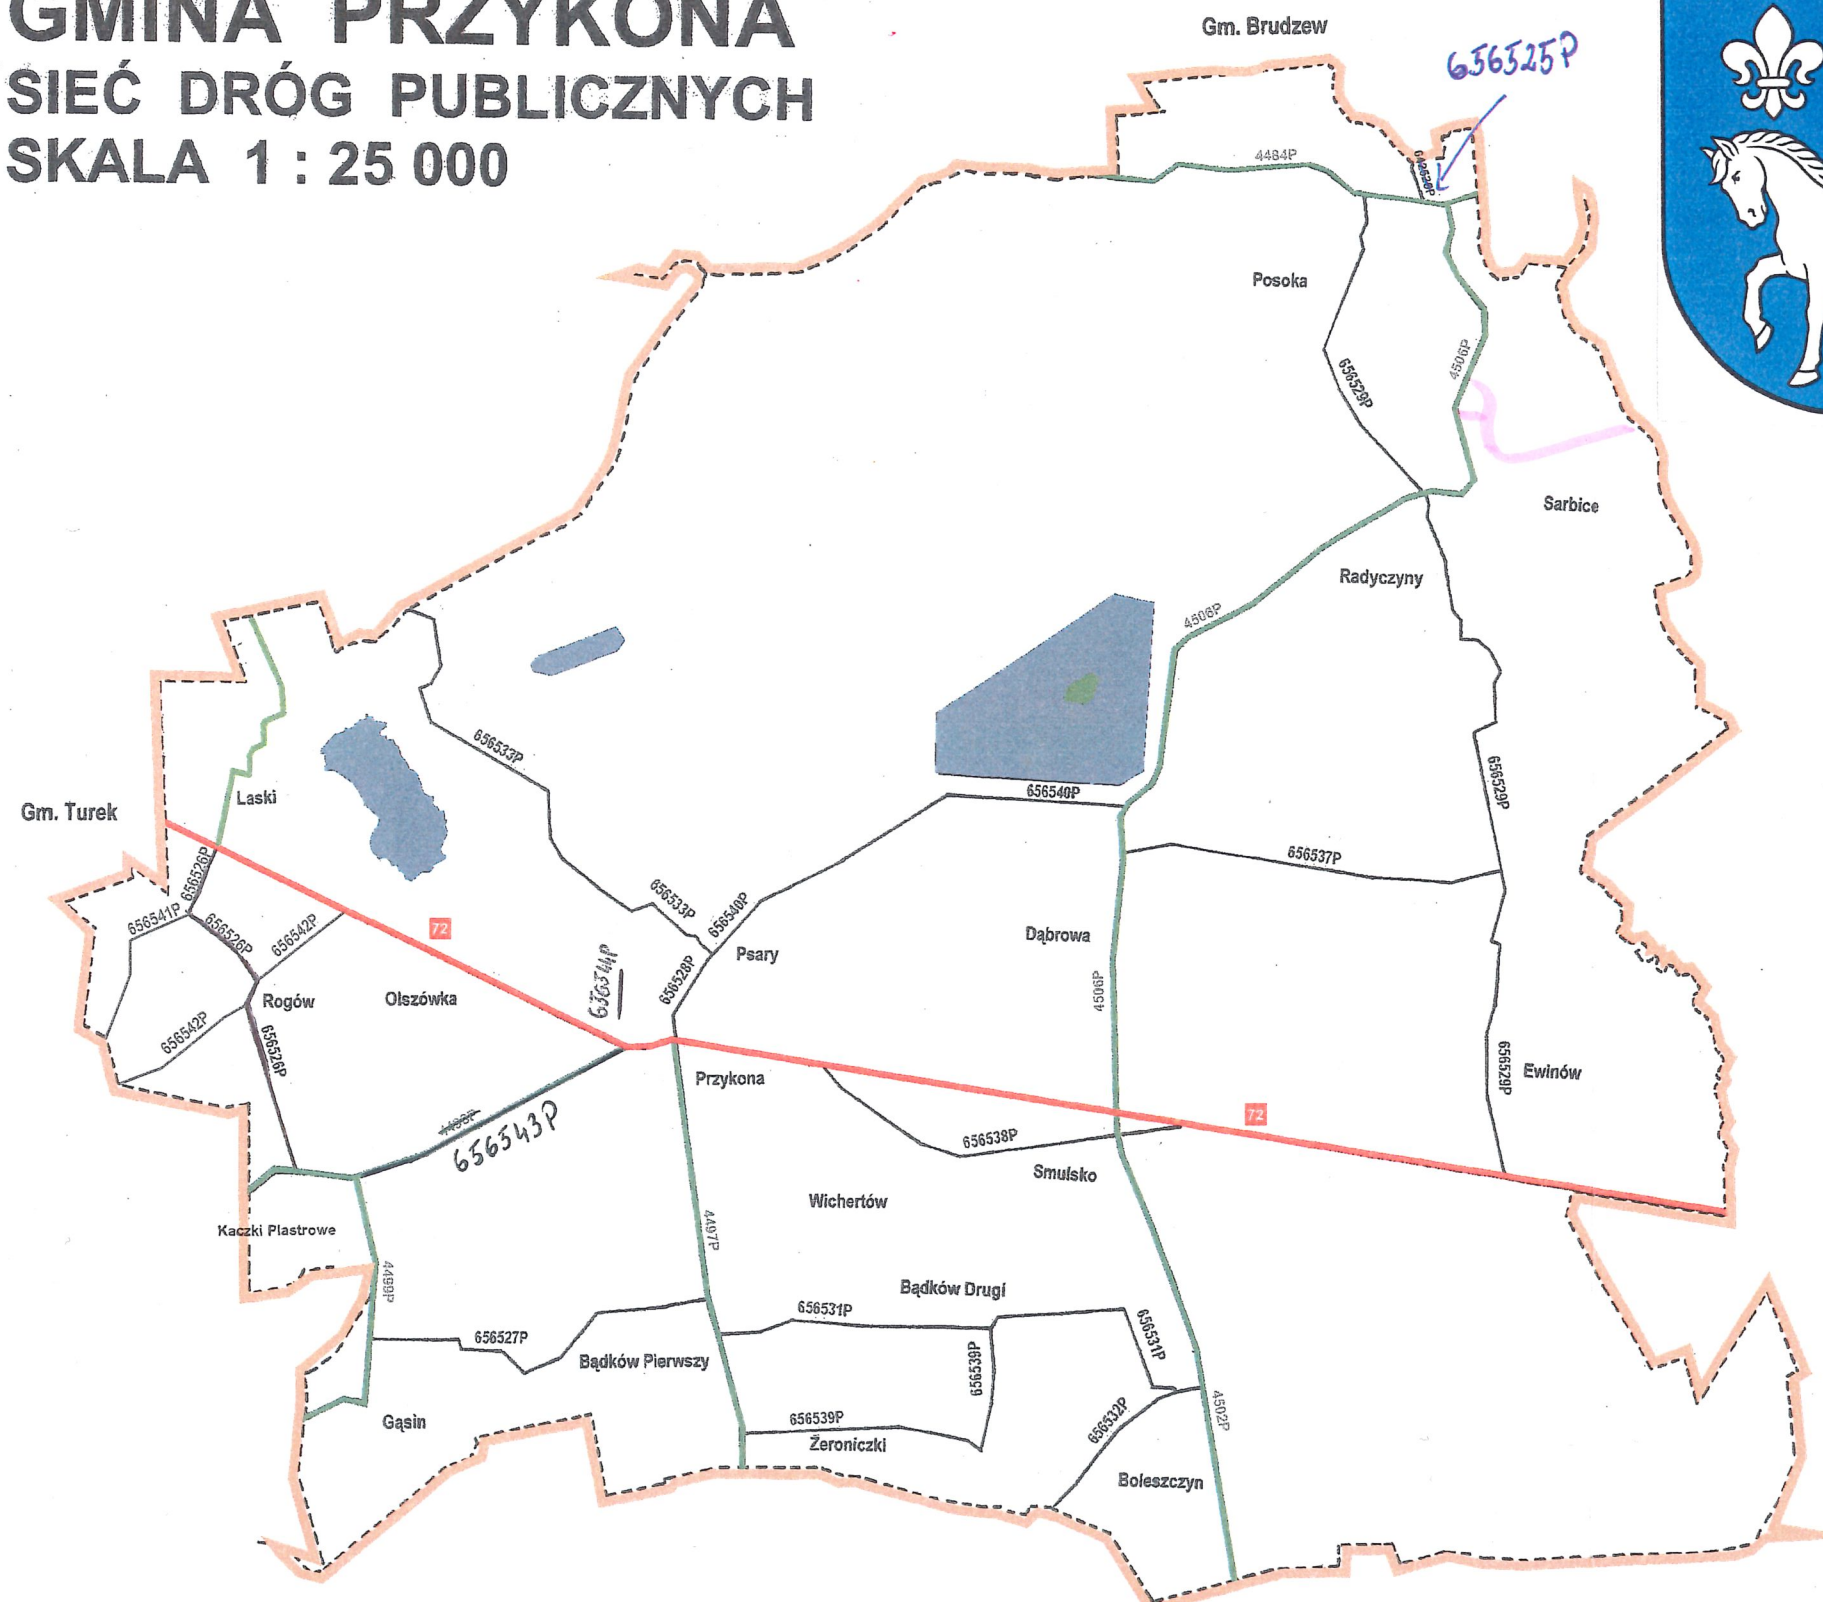 GMINA PRZYKONA
SIEĆ DRÓG PUBLICZNYCH
SKALA 1 : 25 000
Gm. Brudzew
656525P
4484P
Posoka
656529P
4506P
Sarbice
Radyczyny
4506P
656533P
Laski
Gm. Turek
656540P
656529P
656537P
656526P
656541P
656526P
656542P
72
656533P
656540P
Psary
Dąbrowa
656528P
Rogów
Olszówka
4506P
656542P
656526P
Przykona
656529P
Ewinów
72
656543P
656538P
Smulsko
Wichertów
Kaczki Plastrowe
4497P
4499P
Bądków Drugi
656531P
656527P
Bądków Pierwszy
656539P
656531P
Gąsin
656539P
Żeroniczki
656532P
4502P
Boleszczyn